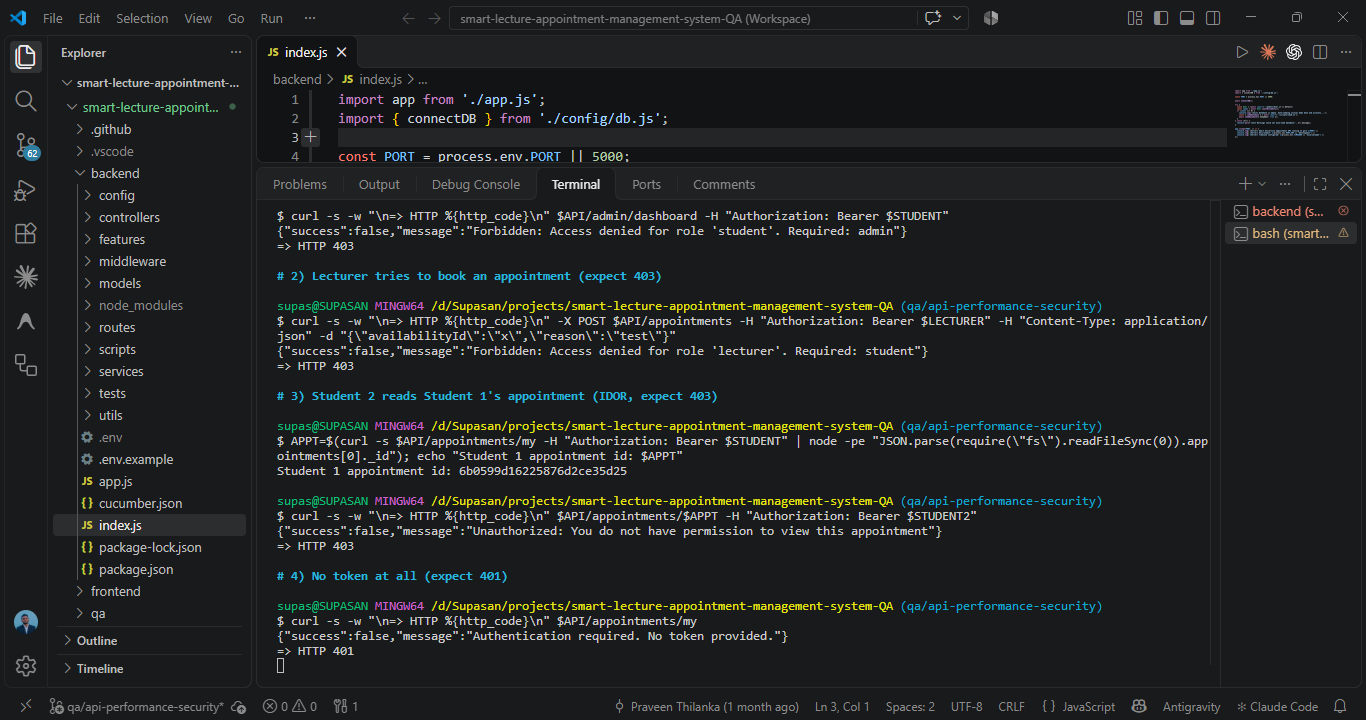 File Edit Selection View Go Run ···
smart-lecture-appointment-management-system-QA (Workspace)
Explorer
smart-lecture-appointment-...
smart-lecture-appoint...
.github
.vscode
backend
config
controllers
features
middleware
models
node_modules
routes
scripts
services
tests
utils
.env
.env.example
JS app.js
{} cucumber.json
JS index.js
{} package-lock.json
{} package.json
frontend
qa
Outline
Timeline
62
JS index.js
backend > JS index.js > ...
1 import app from './app.js';
2 import { connectDB } from './config/db.js';
3
4 const PORT = process.env.PORT || 5000;
Problems Output Debug Console Terminal Ports Comments
backend (s...
bash (smart...
$ curl -s -w "\n=> HTTP %{http_code}\n" $API/admin/dashboard -H "Authorization: Bearer $STUDENT"
{"success":false,"message":"Forbidden: Access denied for role 'student'. Required: admin"}
=> HTTP 403
# 2) Lecturer tries to book an appointment (expect 403)
supas@SUPASAN MINGW64 /d/Supasan/projects/smart-lecture-appointment-management-system-QA (qa/api-performance-security)
$ curl -s -w "\n=> HTTP %{http_code}\n" -X POST $API/appointments -H "Authorization: Bearer $LECTURER" -H "Content-Type: application/
json" -d "{\"availabilityId\":\"x\",\"reason\":\"test\"}"
{"success":false,"message":"Forbidden: Access denied for role 'lecturer'. Required: student"}
=> HTTP 403
# 3) Student 2 reads Student 1's appointment (IDOR, expect 403)
supas@SUPASAN MINGW64 /d/Supasan/projects/smart-lecture-appointment-management-system-QA (qa/api-performance-security)
$ APPT=$(curl -s $API/appointments/my -H "Authorization: Bearer $STUDENT" | node -pe "JSON.parse(require(\"fs\").readFileSync(0)).app
ointments[0]._id"); echo "Student 1 appointment id: $APPT"
Student 1 appointment id: 6b0599d16225876d2ce35d25
supas@SUPASAN MINGW64 /d/Supasan/projects/smart-lecture-appointment-management-system-QA (qa/api-performance-security)
$ curl -s -w "\n=> HTTP %{http_code}\n" $API/appointments/$APPT -H "Authorization: Bearer $STUDENT2"
{"success":false,"message":"Unauthorized: You do not have permission to view this appointment"}
=> HTTP 403
# 4) No token at all (expect 401)
supas@SUPASAN MINGW64 /d/Supasan/projects/smart-lecture-appointment-management-system-QA (qa/api-performance-security)
$ curl -s -w "\n=> HTTP %{http_code}\n" $API/appointments/my
{"success":false,"message":"Authentication required. No token provided."}
=> HTTP 401
qa/api-performance-security* 0 0 1 Praveen Thilanka (1 month ago) Ln 3, Col 1 Spaces: 2 UTF-8 CRLF {} JavaScript Antigravity Claude Code